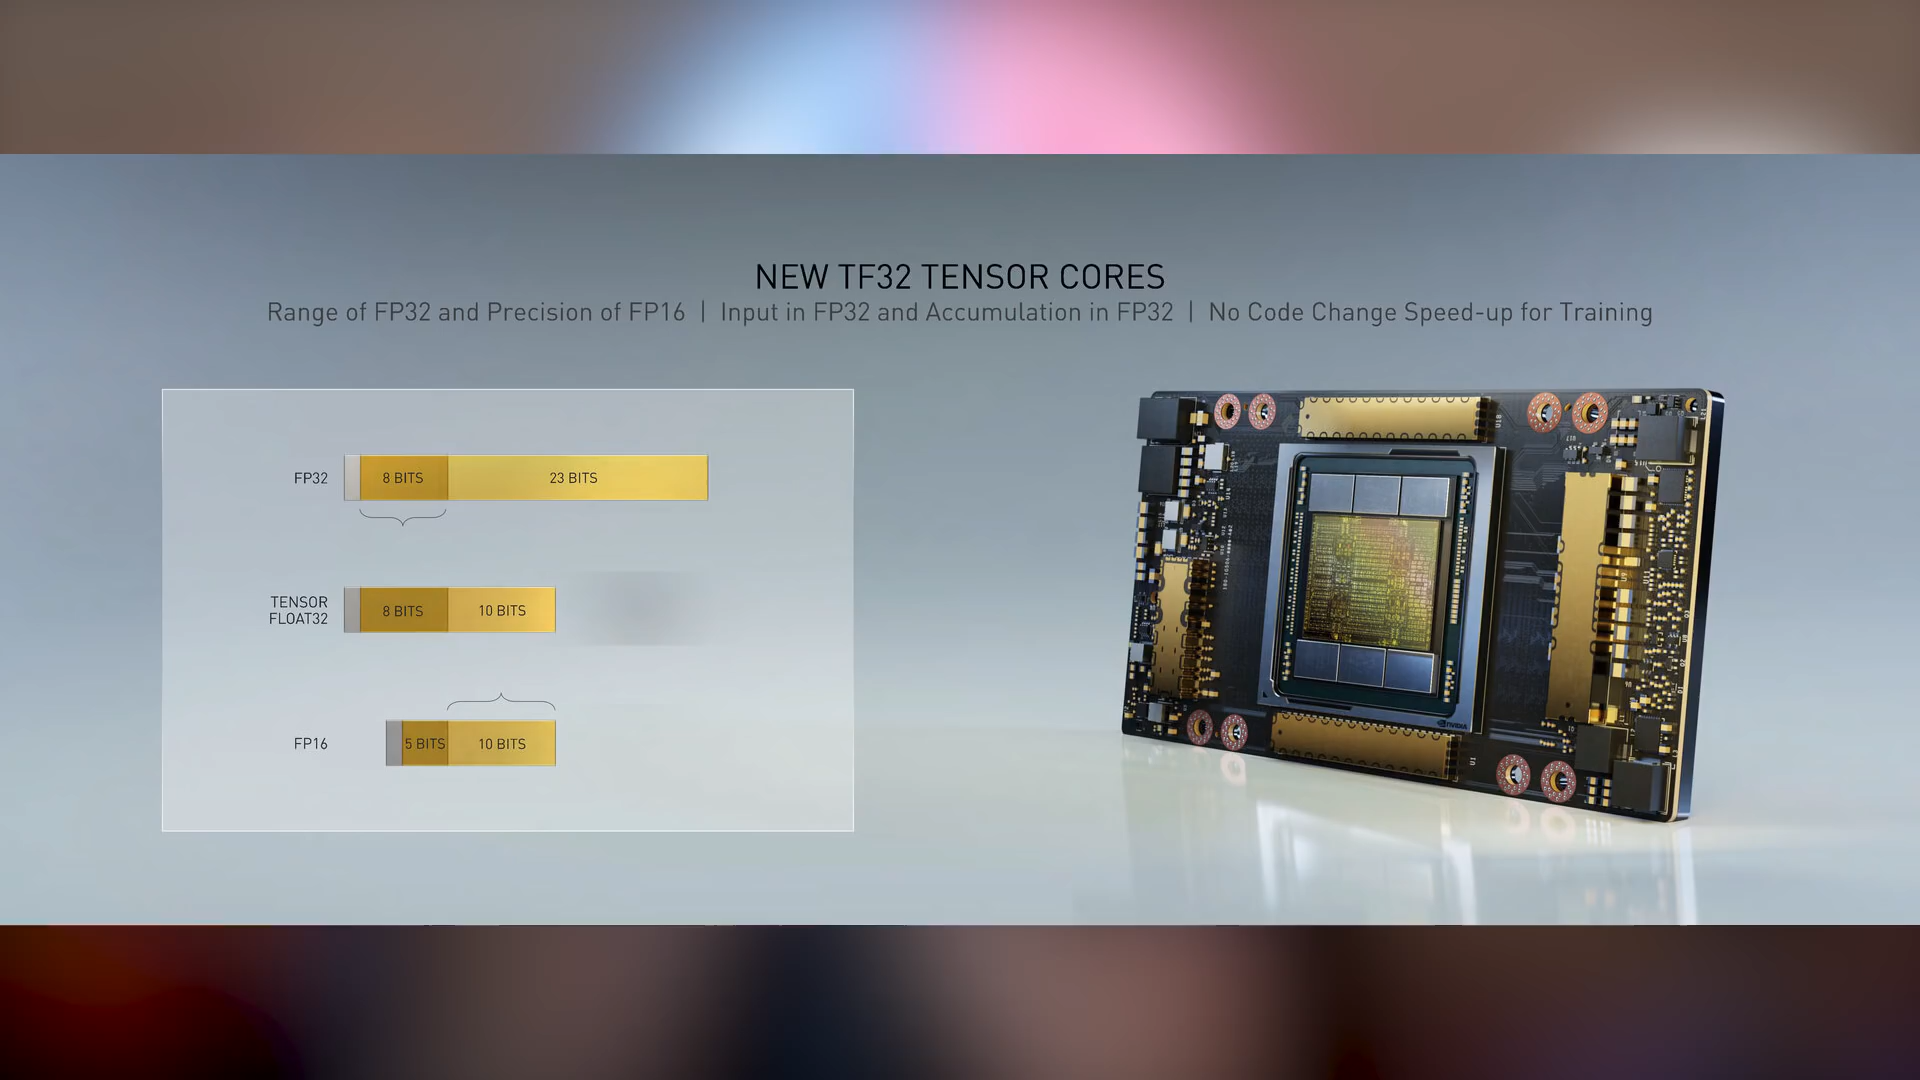 NEW TF32 TENSOR CORES
Range of FP32 and Precision of FP16 | Input in FP32 and Accumulation in FP32 | No Code Change Speed-up for Training
FP32
8 BITS
23 BITS
TENSOR
FLOAT32
8 BITS
10 BITS
FP16
5 BITS
10 BITS
NVIDIA